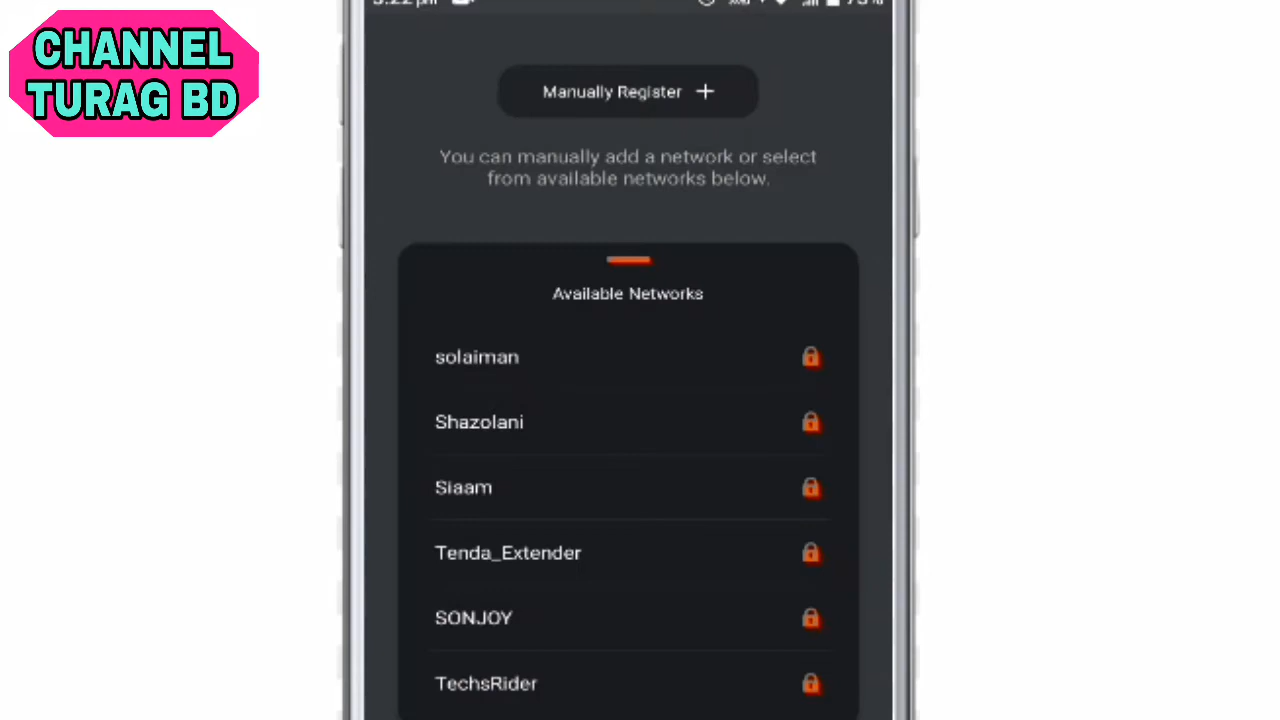 CHANNEL
TURAG BD
Manually Register +
You can manually add a network or select
from available networks below.
Available Networks
solaiman
Shazolani
Siaam
Tenda_Extender
SONJOY
TechsRider